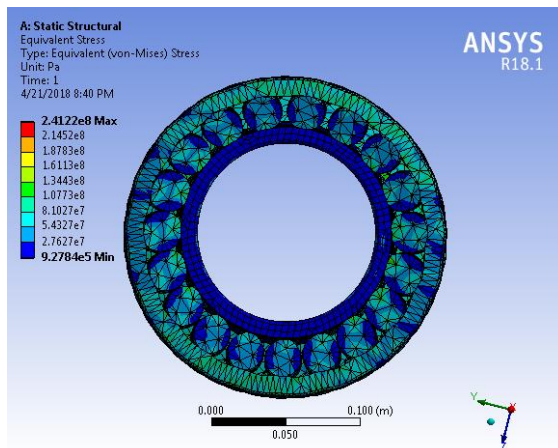 A: Static Structural
Equivalent Stress
Type: Equivalent (von-Mises) Stress
Unit: Pa
Time: 1
4/21/2018 8:40 PM
ANSYS
R18.1
2.4122e8 Max
2.1452e8
1.8783e8
1.6113e8
1.3443e8
1.0773e8
8.1027e7
5.4327e7
2.7627e7
9.2784e5 Min
0.000 0.100 (m)
0.050
Y
X